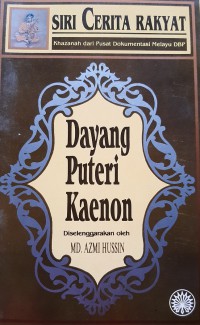 SIRI CERITA RAKYAT
Khazanah dari Pusat Dokumentasi Melayu DBP
Dayang
Puteri
Kaenon
Diselenggarakan oleh
MD. AZMI HUSSIN